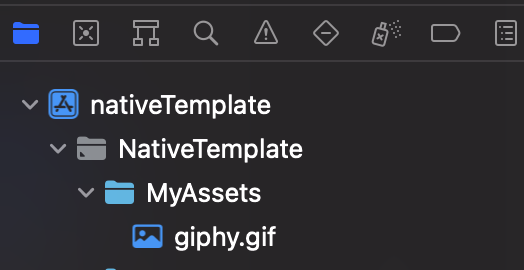 nativeTemplate
NativeTemplate
MyAssets
giphy.gif